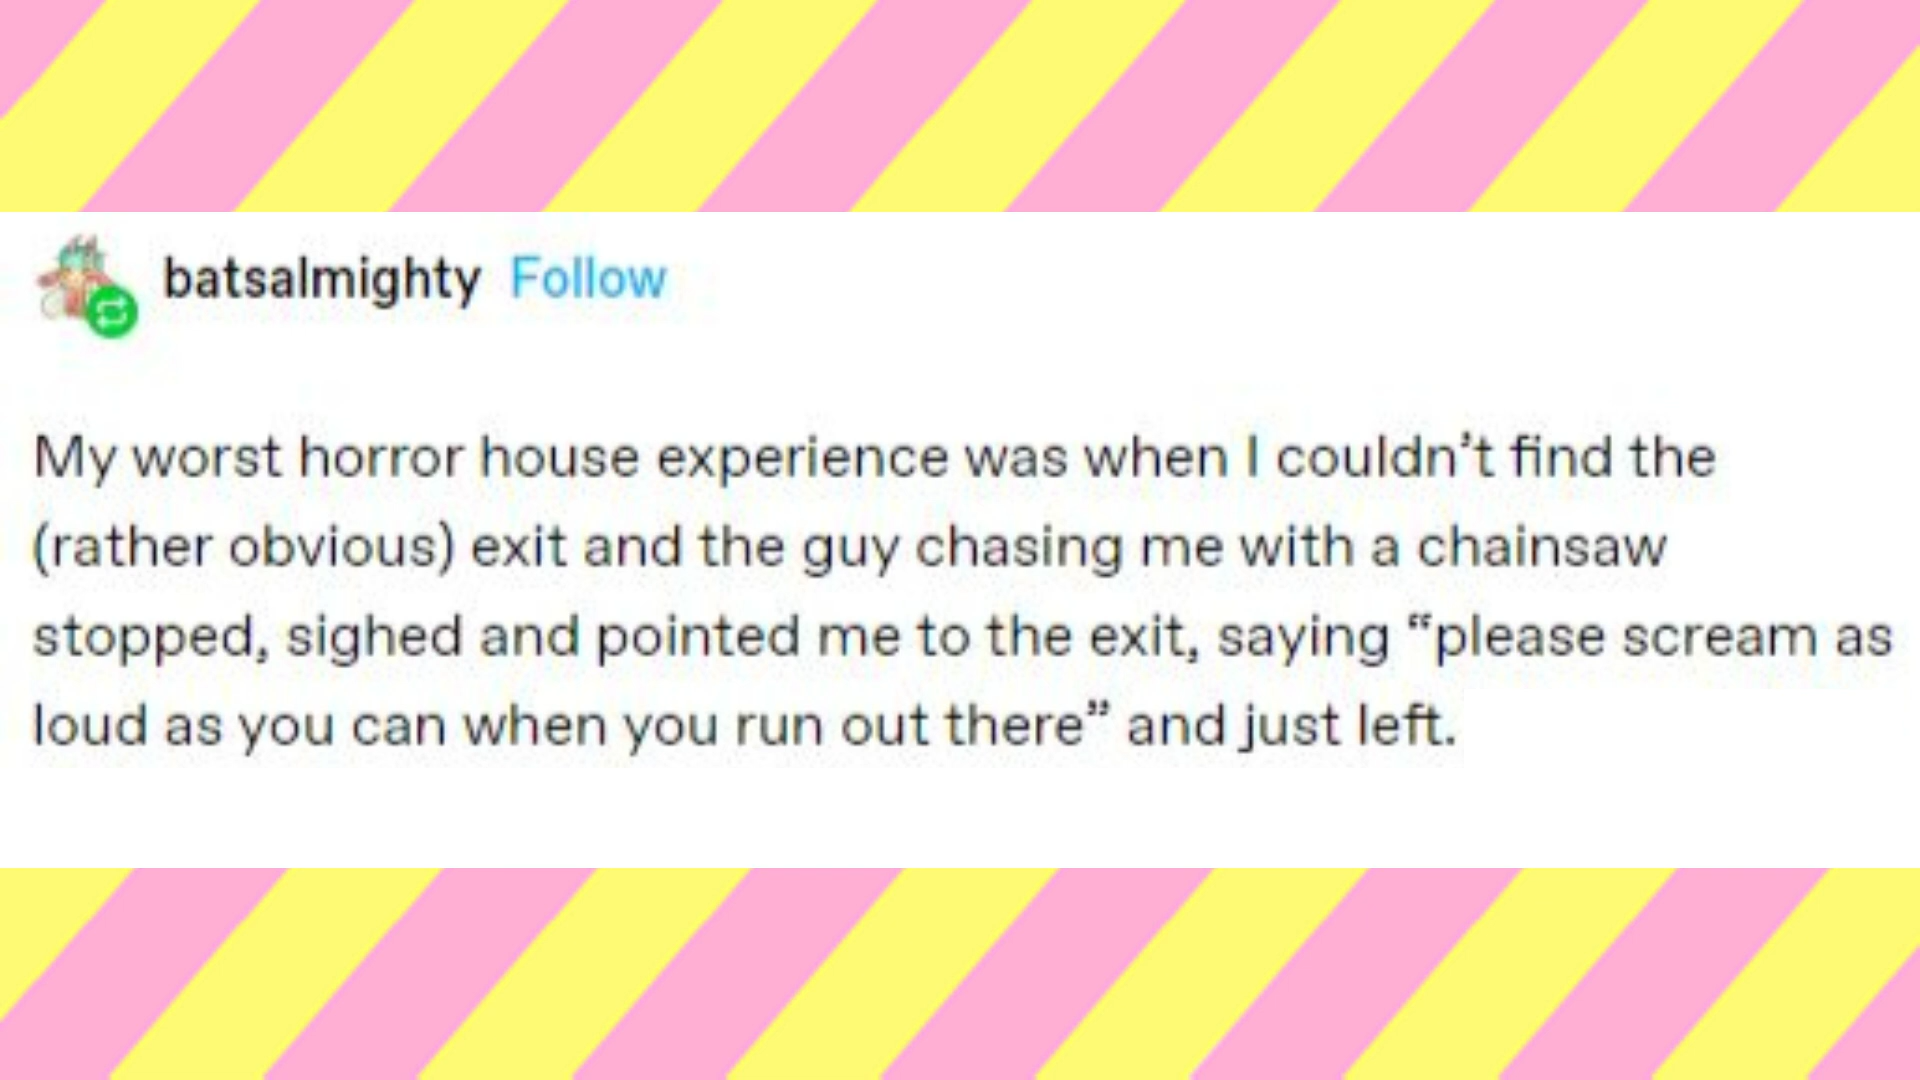 batsalmighty Follow
My worst horror house experience was when I couldn’t find the
(rather obvious) exit and the guy chasing me with a chainsaw
stopped, sighed and pointed me to the exit, saying “please scream as
loud as you can when you run out there” and just left.